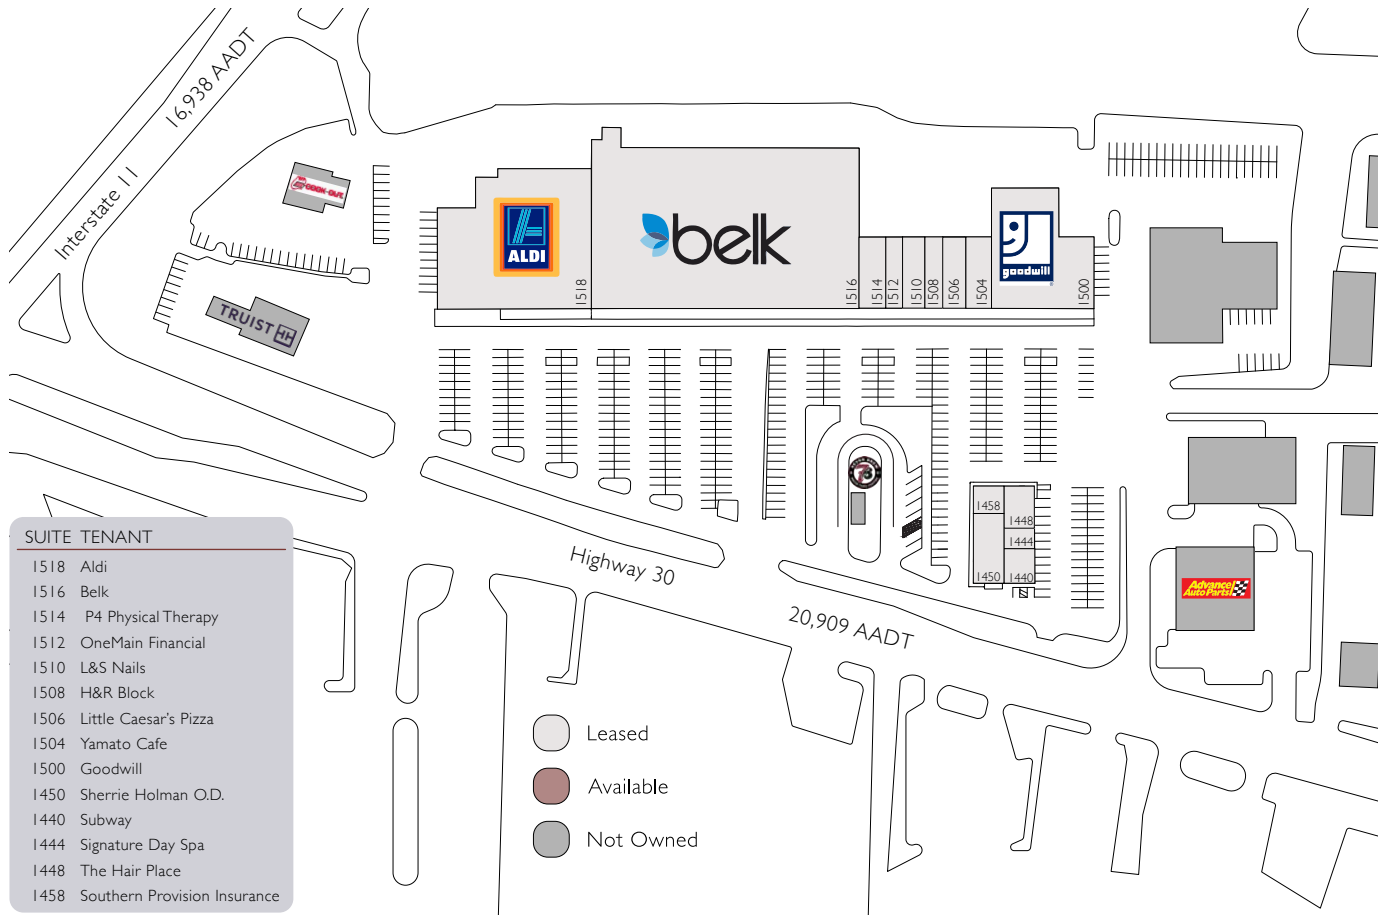 16,938 AADT
Interstate 11
COOK-OUT
TRUIST
ALDI
belk
goodwill
1518
1516
1514
1512
1510
1508
1506
1504
1500
1458
1448
1444
1450
1440
Highway 30
20,909 AADT
Advance
Auto Parts
SUITE TENANT
1518 Aldi
1516 Belk
1514 P4 Physical Therapy
1512 OneMain Financial
1510 L&S Nails
1508 H&R Block
1506 Little Caesar's Pizza
1504 Yamato Cafe
1500 Goodwill
1450 Sherrie Holman O.D.
1440 Subway
1444 Signature Day Spa
1448 The Hair Place
1458 Southern Provision Insurance
Leased
Available
Not Owned